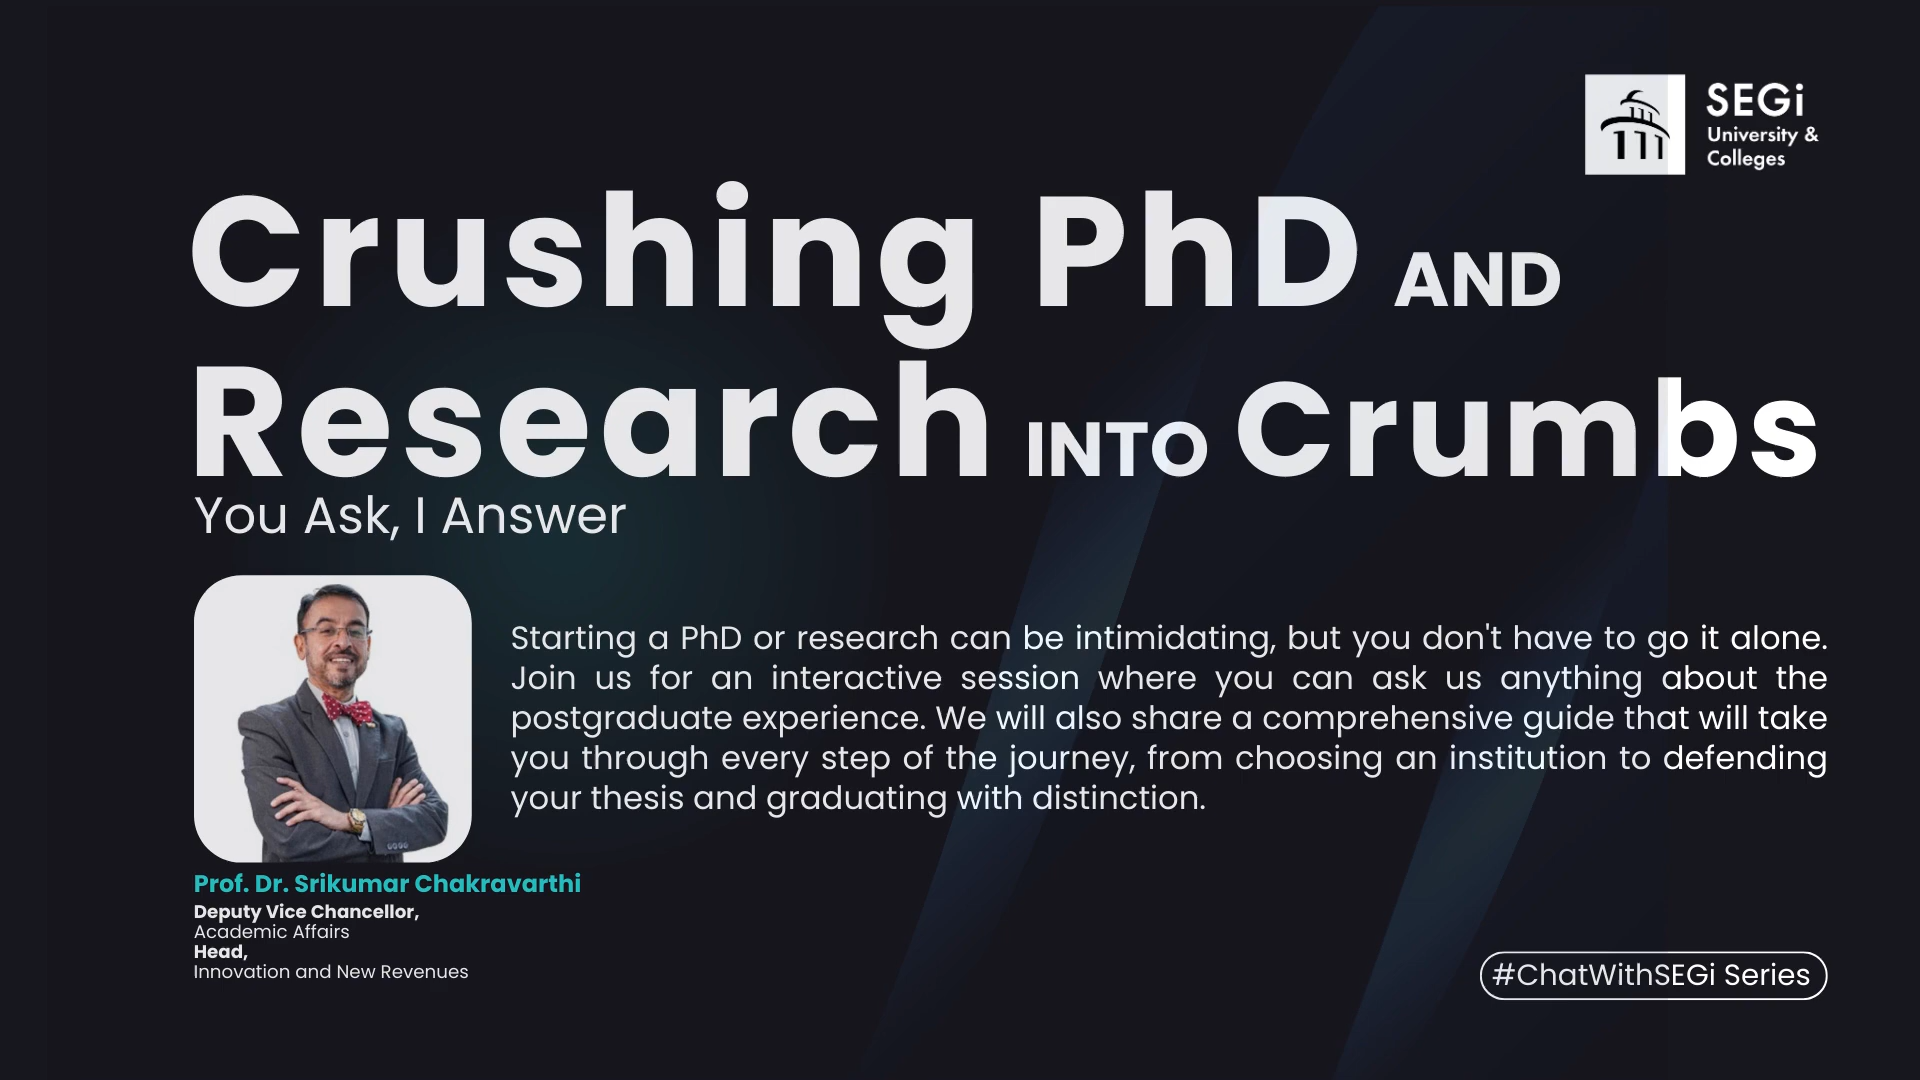 SEGi
University &
Colleges
Crushing PhD AND
Research INTO Crumbs
You Ask, I Answer
Starting a PhD or research can be intimidating, but you don't have to go it alone.
Join us for an interactive session where you can ask us anything about the
postgraduate experience. We will also share a comprehensive guide that will take
you through every step of the journey, from choosing an institution to defending
your thesis and graduating with distinction.
Prof. Dr. Srikumar Chakravarthi
Deputy Vice Chancellor,
Academic Affairs
Head,
Innovation and New Revenues
#ChatWithSEGi Series